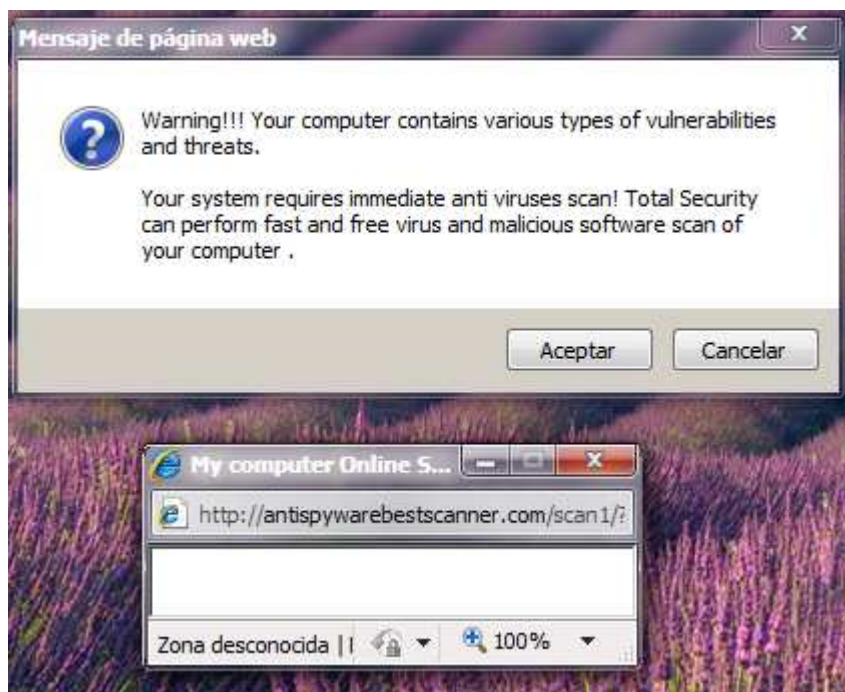 Mensaje de página web
Warning!!! Your computer contains various types of vulnerabilities
and threats.
Your system requires immediate anti viruses scan! Total Security
can perform fast and free virus and malicious software scan of
your computer .
Aceptar Cancelar
My computer Online S...
http://antispywarebestscanner.com/scan1/?
Zona desconocida | I 100%